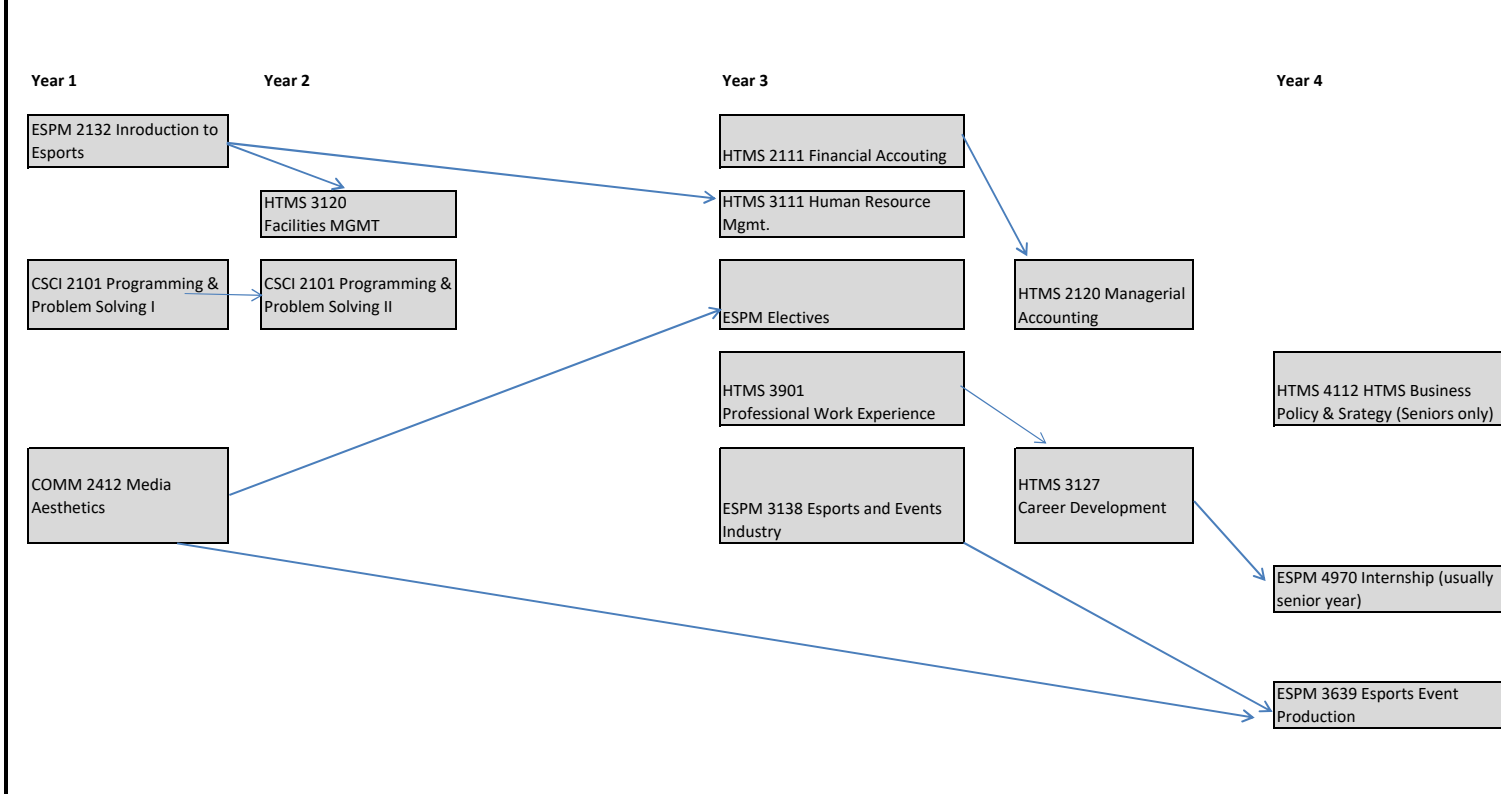 Year 1
Year 2
Year 3
Year 4
ESPM 2132 Inroduction to
Esports
HTMS 2111 Financial Accouting
HTMS 3120
Facilities MGMT
HTMS 3111 Human Resource
Mgmt.
CSCI 2101 Programming &
Problem Solving I
CSCI 2101 Programming &
Problem Solving II
ESPM Electives
HTMS 2120 Managerial
Accounting
HTMS 3901
Professional Work Experience
HTMS 4112 HTMS Business
Policy & Srategy (Seniors only)
COMM 2412 Media
Aesthetics
ESPM 3138 Esports and Events
Industry
HTMS 3127
Career Development
ESPM 4970 Internship (usually
senior year)
ESPM 3639 Esports Event
Production